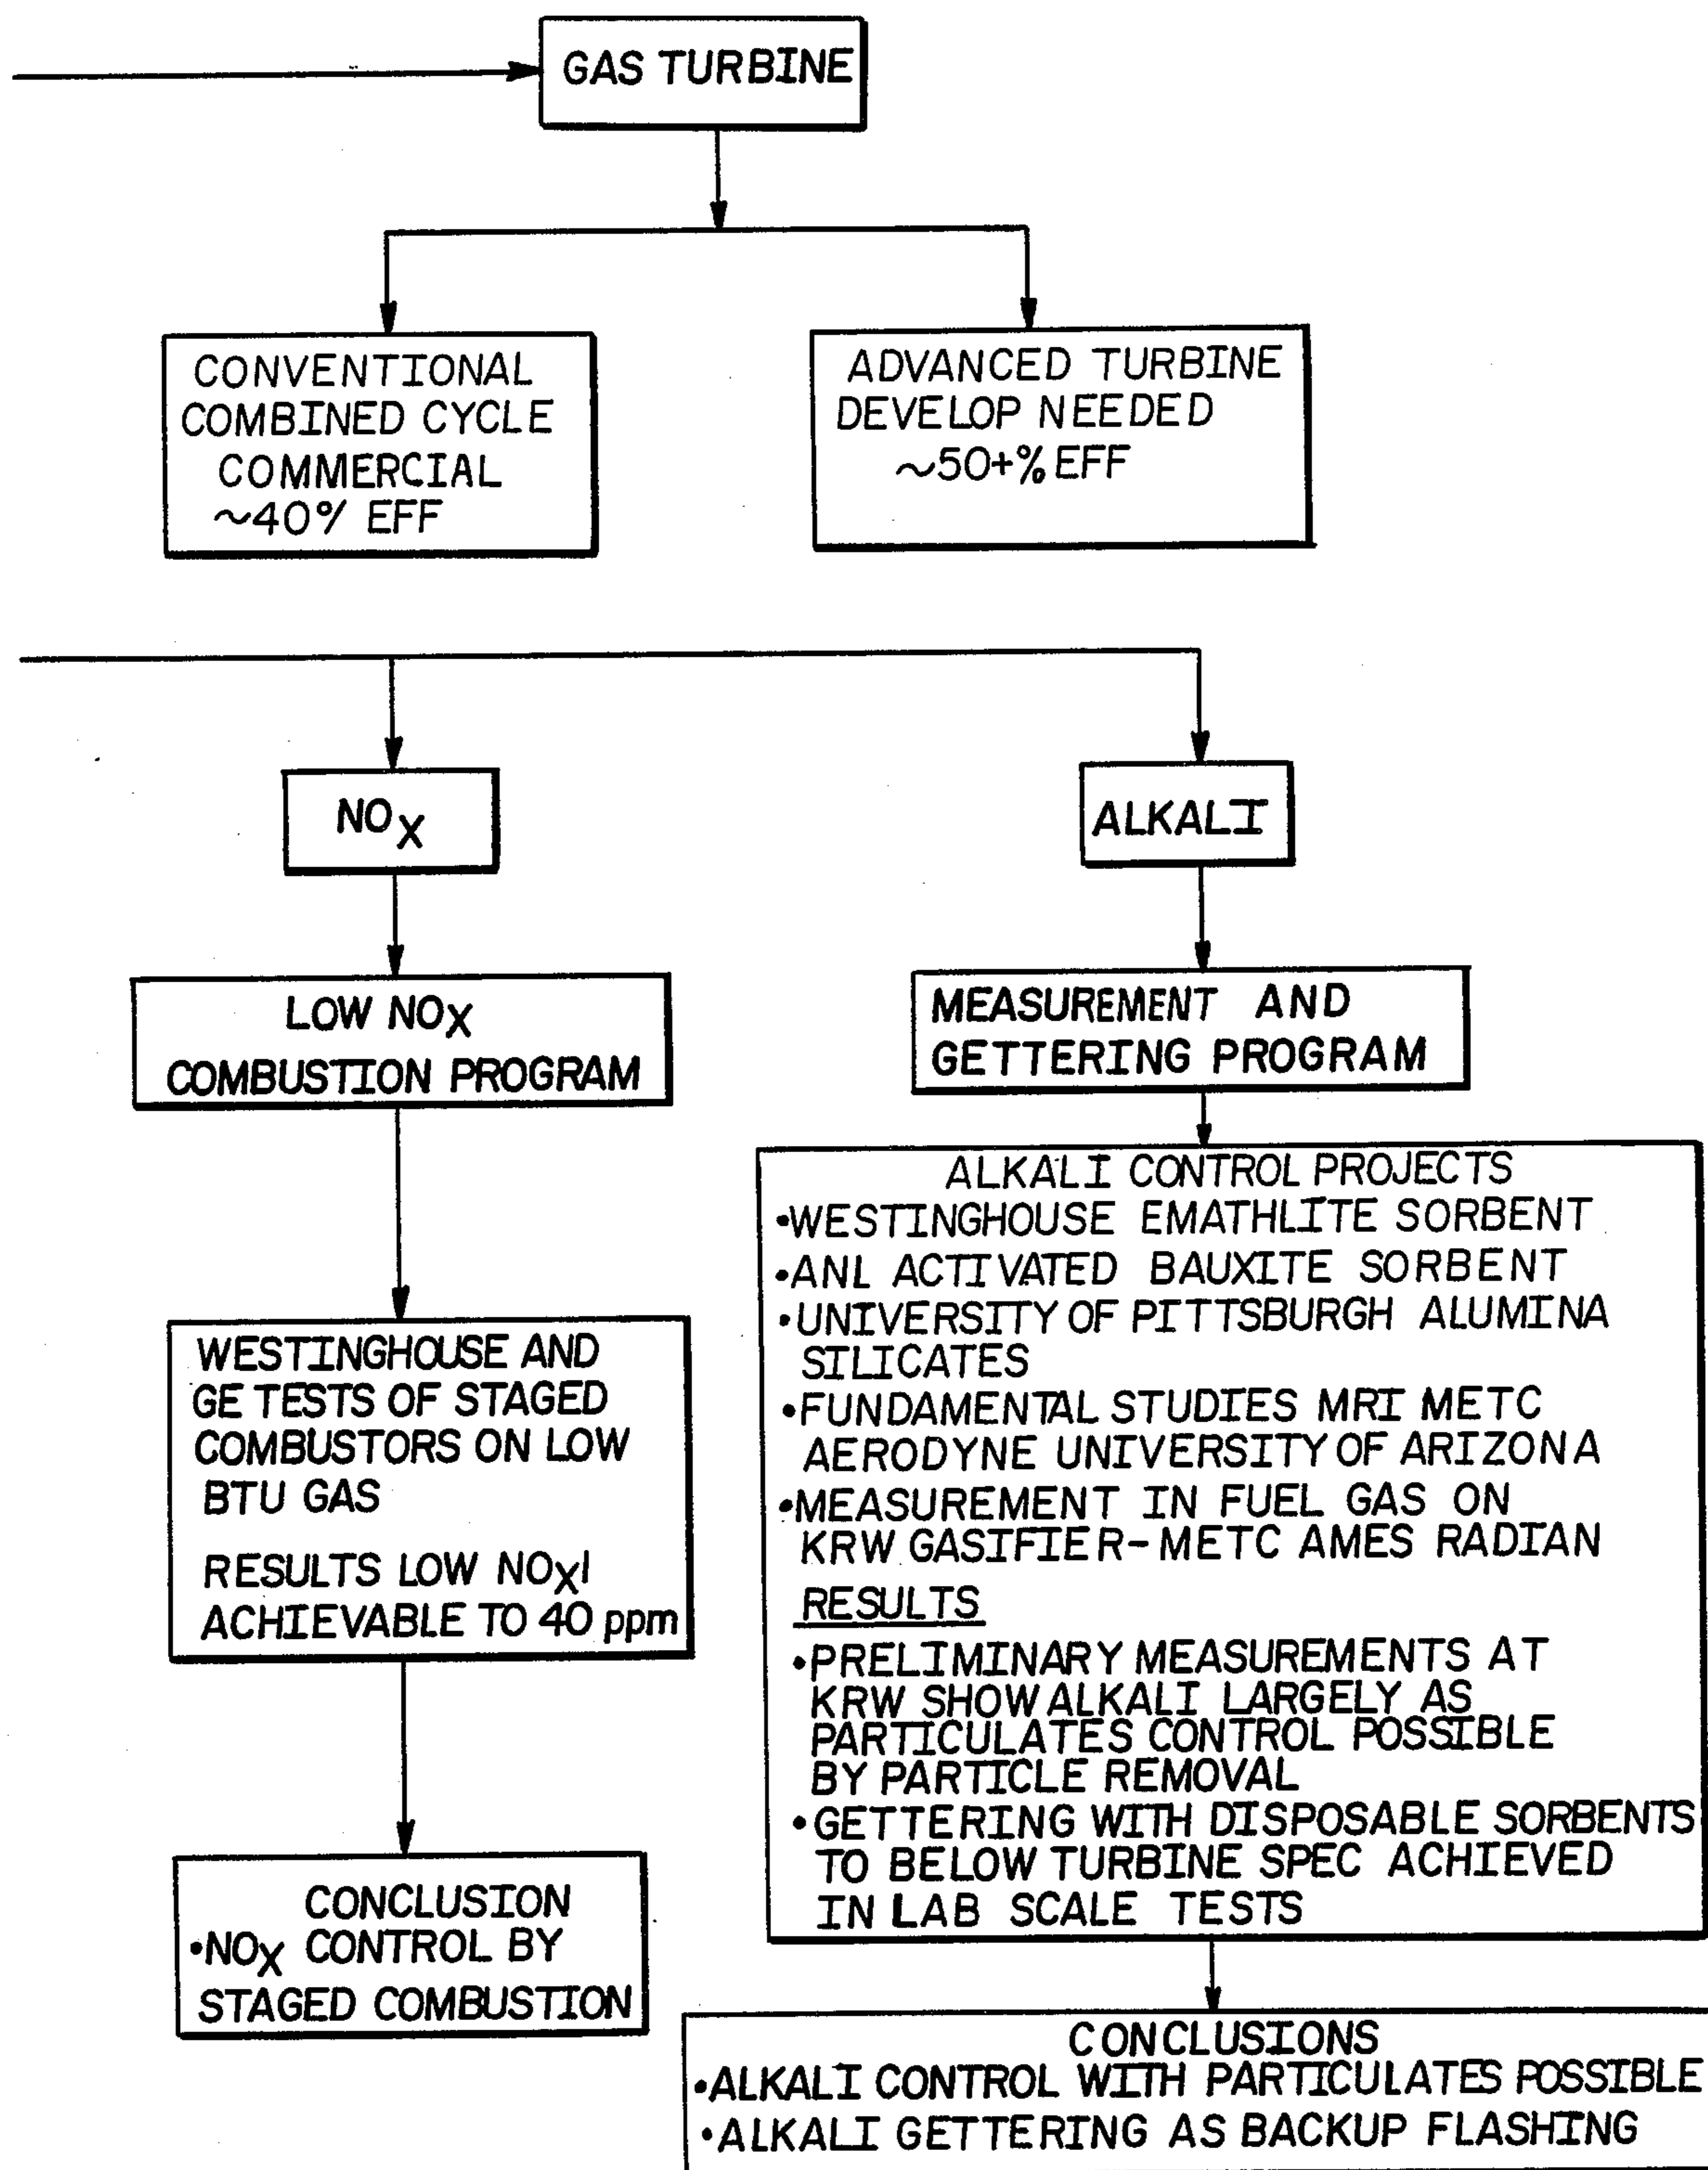 GAS TURBINE
CONVENTIONAL
COMBINED CYCLE
COMMERCIAL
~40% EFF
ADVANCED TURBINE
DEVELOP NEEDED
~50+% EFF
NOX
LOW NOX
COMBUSTION PROGRAM
WESTINGHOUSE AND
GE TESTS OF STAGED
COMBUSTORS ON LOW
BTU GAS
RESULTS LOW NOXI
ACHIEVABLE TO 40 ppm
CONCLUSION
•NOX CONTROL BY
STAGED COMBUSTION
ALKALI
MEASUREMENT AND
GETTERING PROGRAM
ALKALI CONTROL PROJECTS
•WESTINGHOUSE EMATHLITE SORBENT
•ANL ACTIVATED BAUXITE SORBENT
•UNIVERSITY OF PITTSBURGH ALUMINA
SILICATES
•FUNDAMENTAL STUDIES MRI METC
AERODYNE UNIVERSITY OF ARIZONA
•MEASUREMENT IN FUEL GAS ON
KRW GASIFIER-METC AMES RADIAN
RESULTS
•PRELIMINARY MEASUREMENTS AT
KRW SHOW ALKALI LARGELY AS
PARTICULATES CONTROL POSSIBLE
BY PARTICLE REMOVAL
•GETTERING WITH DISPOSABLE SORBENTS
TO BELOW TURBINE SPEC ACHIEVED
IN LAB SCALE TESTS
CONCLUSIONS
•ALKALI CONTROL WITH PARTICULATES POSSIBLE
•ALKALI GETTERING AS BACKUP FLASHING